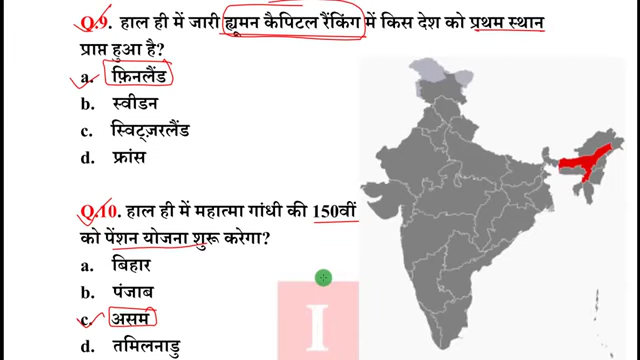 Q.9 हाल ही में जारी ह्यूमन कैपिटल रैंकिंग में किस देश को प्रथम स्थान
प्राप्त हुआ है?
a. फ़िनलैंड
b. स्वीडन
c. स्विट्ज़रलैंड
d. फ्रांस
Q.10 हाल ही में महात्मा गांधी की 150वीं
को पेंशन योजना शुरू करेगा?
a. बिहार
b. पंजाब
c. असम
d. तमिलनाडु
I